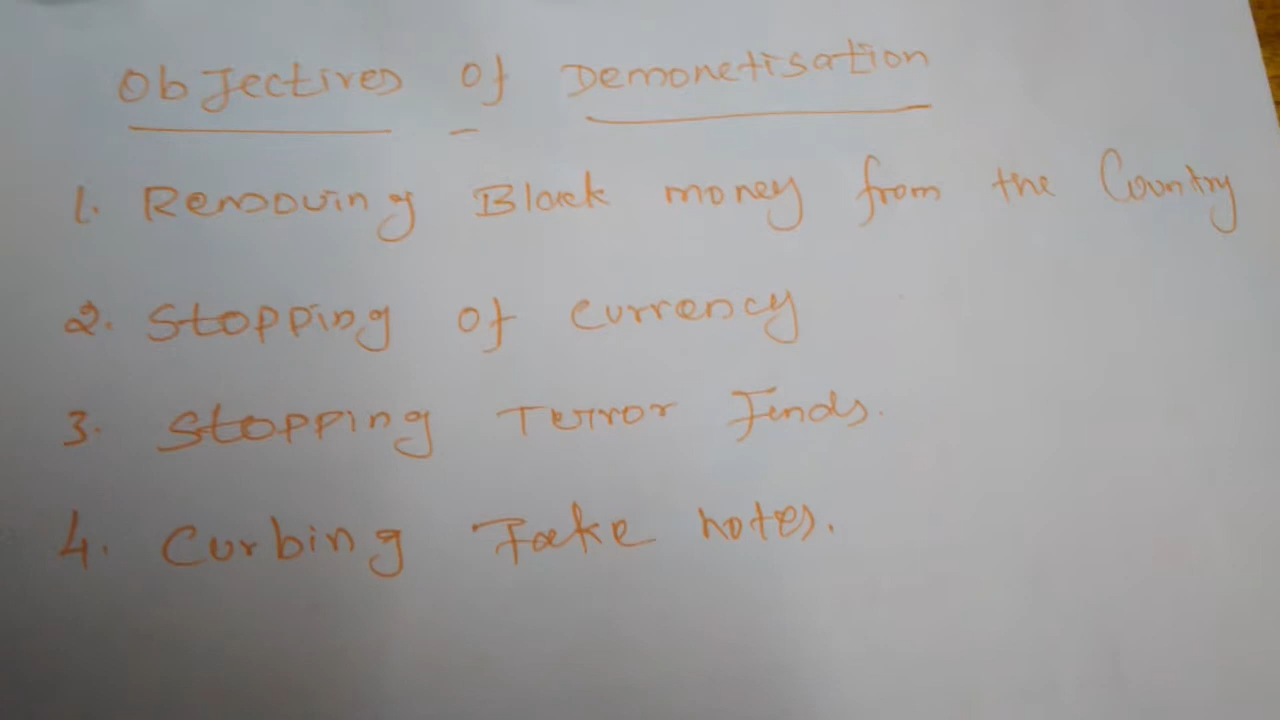 Objectives of Demonetisation
1. Removing Black money from the Country
2. Stopping of currency
3. Stopping Terror Funds.
4. Curbing Fake notes.